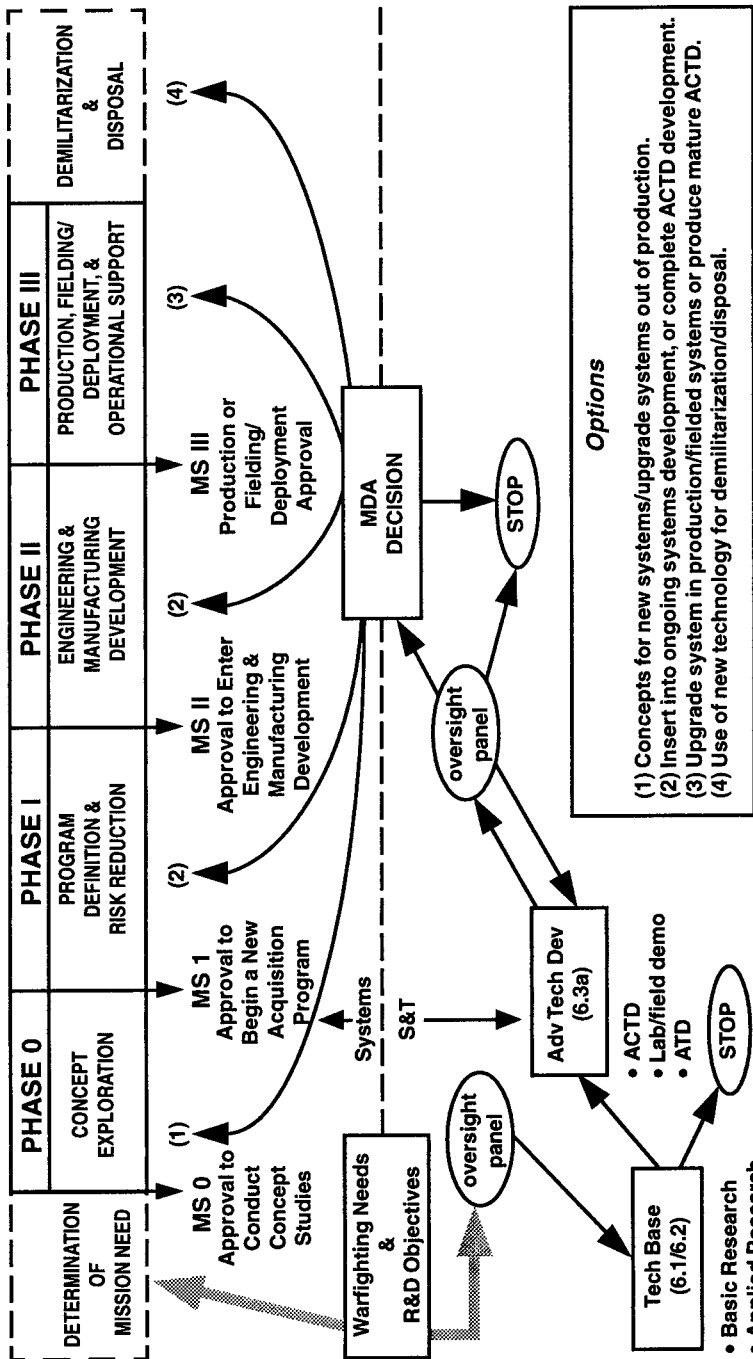 DETERMINATION
OF
MISSION NEED
PHASE 0
CONCEPT
EXPLORATION
PHASE I
PROGRAM
DEFINITION &
RISK REDUCTION
PHASE II
ENGINEERING &
MANUFACTURING
DEVELOPMENT
PHASE III
PRODUCTION, FIELDING/
DEPLOYMENT, &
OPERATIONAL SUPPORT
DEMILITARIZATION
&
DISPOSAL
MS 0
Approval to
Conduct
Concept
Studies
(1)
MS 1
Approval to
Begin a New
Acquisition
Program
(2)
MS II
Approval to Enter
Engineering &
Manufacturing
Development
(2)
MS III
Production or
Fielding/
Deployment
Approval
(3)
(4)
Warfighting Needs
&
R&D Objectives
Systems
S&T
MDA
DECISION
oversight
panel
oversight
panel
STOP
Tech Base
(6.1/6.2)
• Basic Research
• Applied Research
Adv Tech Dev
(6.3a)
• ACTD
• Lab/field demo
• ATD
STOP
Options
(1) Concepts for new systems/upgrade systems out of production.
(2) Insert into ongoing systems development, or complete ACTD development.
(3) Upgrade system in production/fielded systems or produce mature ACTD.
(4) Use of new technology for demilitarization/disposal.